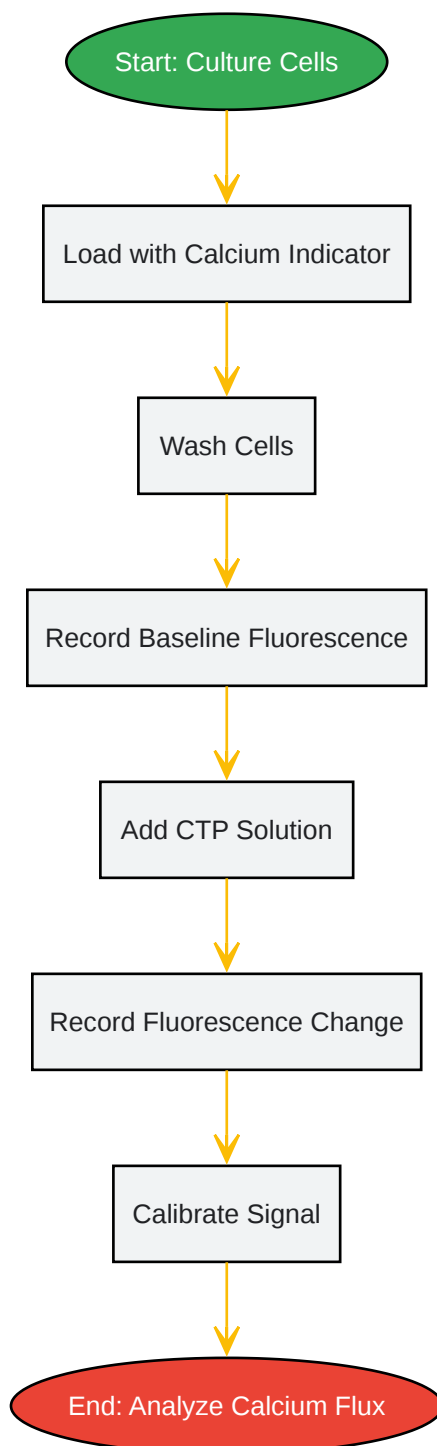 Start: Culture Cells
Load with Calcium Indicator
Wash Cells
Record Baseline Fluorescence
Add CTP Solution
Record Fluorescence Change
Calibrate Signal
End: Analyze Calcium Flux